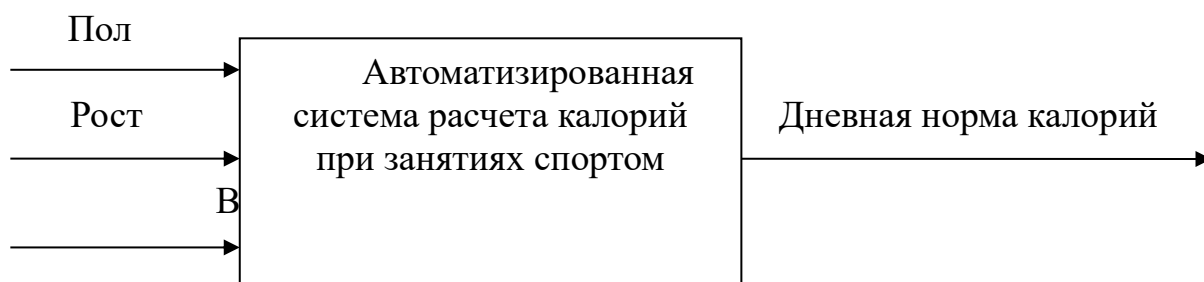 Пол
Автоматизированная
система расчета калорий
при занятиях спортом
Рост
В
Дневная норма калорий